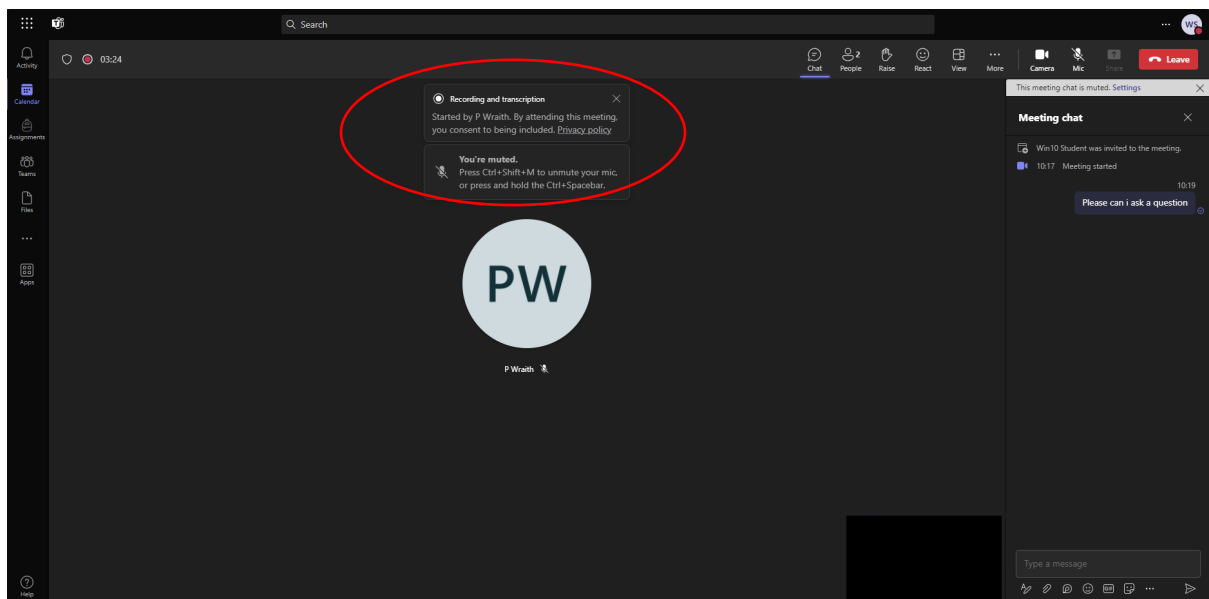 Search
WS
Activity
Calendar
Assignments
Teams
Files
Apps
Help
03:24
Chat
People 2
Raise
React
View
More
Camera
Mic
Share
Leave
Recording and transcription
Started by P Wraith. By attending this meeting,
you consent to being included. Privacy policy
You're muted.
Press Ctrl+Shift+M to unmute your mic,
or press and hold the Ctrl+Spacebar.
PW
P Wraith
This meeting chat is muted. Settings
Meeting chat
Win10 Student was invited to the meeting.
10:17 Meeting started
10:19
Please can i ask a question
Type a message
GIF